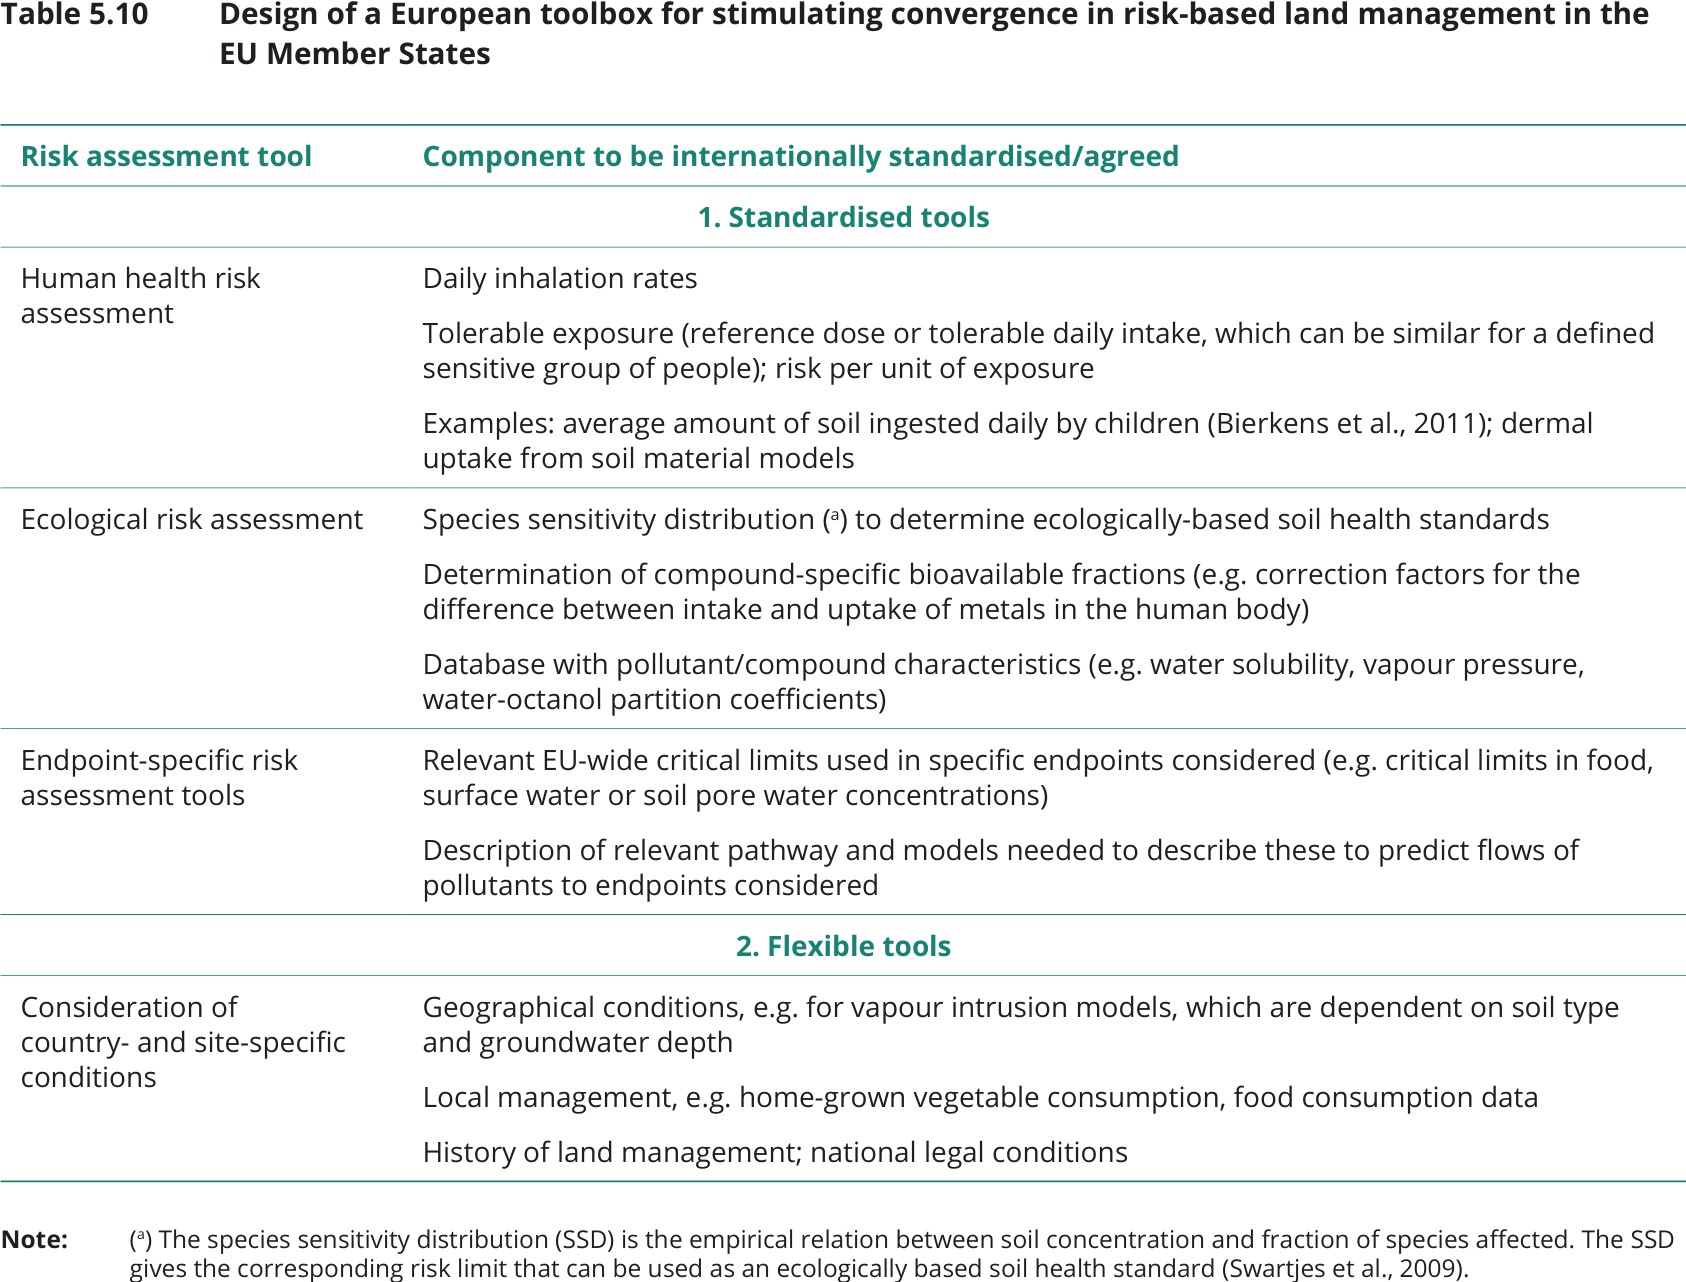 Table 5.10 Design of a European toolbox for stimulating convergence in risk-based land management in the
EU Member States
Risk assessment tool Component to be internationally standardised/agreed
1. Standardised tools
Human health risk Daily inhalation rates
assessment
Tolerable exposure (reference dose or tolerable daily intake, which can be similar for a defined
sensitive group of people); risk per unit of exposure
Examples: average amount of soil ingested daily by children (Bierkens et al., 2011); dermal
uptake from soil material models
Ecological risk assessment Species sensitivity distribution (ᵃ) to determine ecologically-based soil health standards
Determination of compound-specific bioavailable fractions (e.g. correction factors for the
difference between intake and uptake of metals in the human body)
Database with pollutant/compound characteristics (e.g. water solubility, vapour pressure,
water-octanol partition coefficients)
Endpoint-specific risk Relevant EU-wide critical limits used in specific endpoints considered (e.g. critical limits in food,
assessment tools surface water or soil pore water concentrations)
Description of relevant pathway and models needed to describe these to predict flows of
pollutants to endpoints considered
2. Flexible tools
Consideration of Geographical conditions, e.g. for vapour intrusion models, which are dependent on soil type
country- and site-specific and groundwater depth
conditions
Local management, e.g. home-grown vegetable consumption, food consumption data
History of land management; national legal conditions
Note: (ᵃ) The species sensitivity distribution (SSD) is the empirical relation between soil concentration and fraction of species affected. The SSD
gives the corresponding risk limit that can be used as an ecologically based soil health standard (Swartjes et al., 2009).